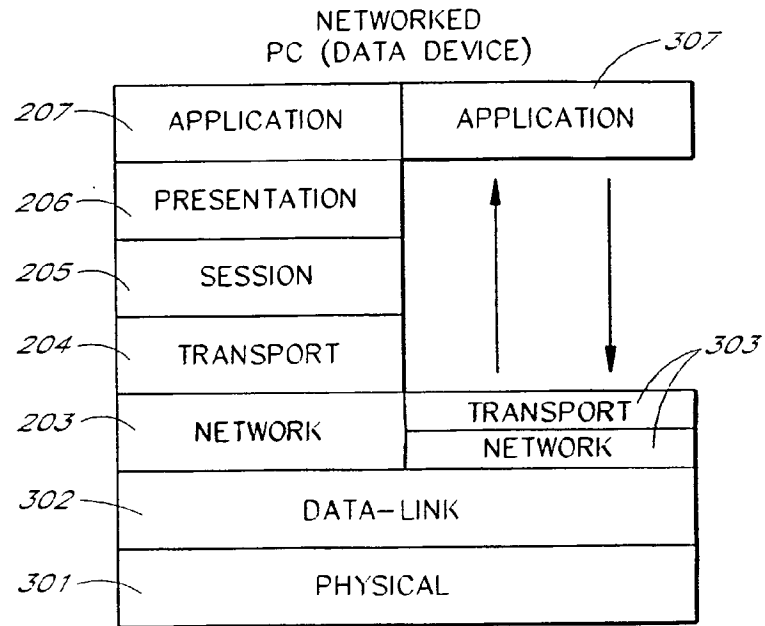 NETWORKED
PC (DATA DEVICE)
307
207 APPLICATION APPLICATION
206 PRESENTATION
205 SESSION
204 TRANSPORT
303
203 NETWORK
TRANSPORT
NETWORK
302 DATA-LINK
301 PHYSICAL